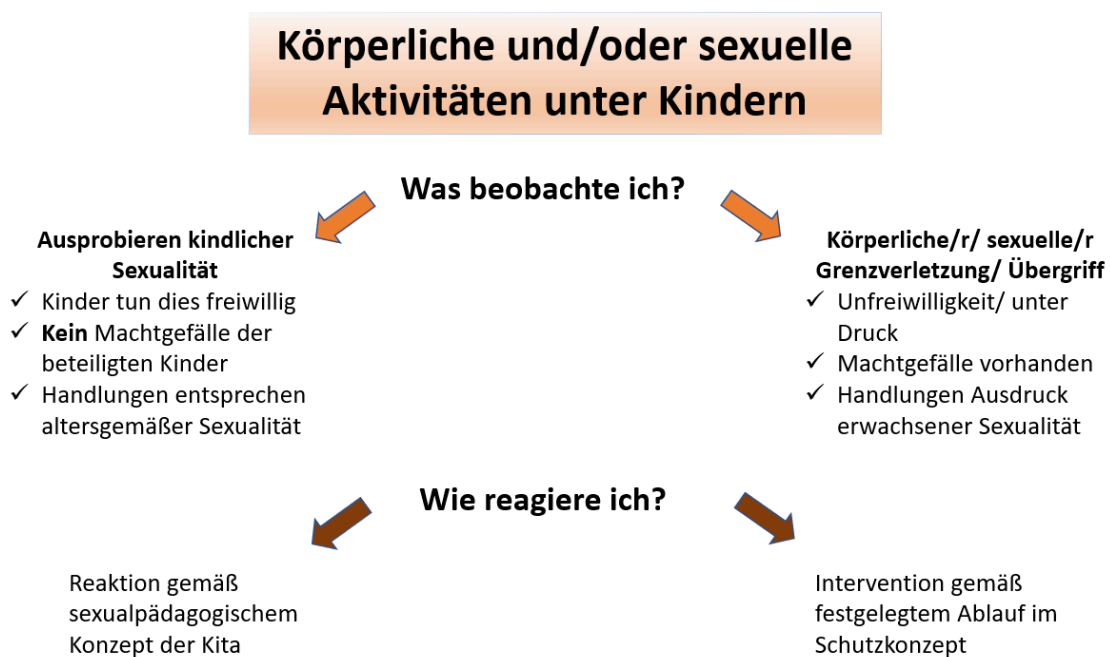 Körperliche und/oder sexuelle
Aktivitäten unter Kindern
Was beobachte ich?
Ausprobieren kindlicher
Sexualität
✓ Kinder tun dies freiwillig
✓ Kein Machtgefälle der
beteiligten Kinder
✓ Handlungen entsprechen
altersgemäßer Sexualität
Körperliche/r/ sexuelle/r
Grenzverletzung/ Übergriff
✓ Unfreiwilligkeit/ unter
Druck
✓ Machtgefälle vorhanden
✓ Handlungen Ausdruck
erwachsener Sexualität
Wie reagiere ich?
Reaktion gemäß
sexualpädagogischem
Konzept der Kita
Intervention gemäß
festgelegtem Ablauf im
Schutzkonzept